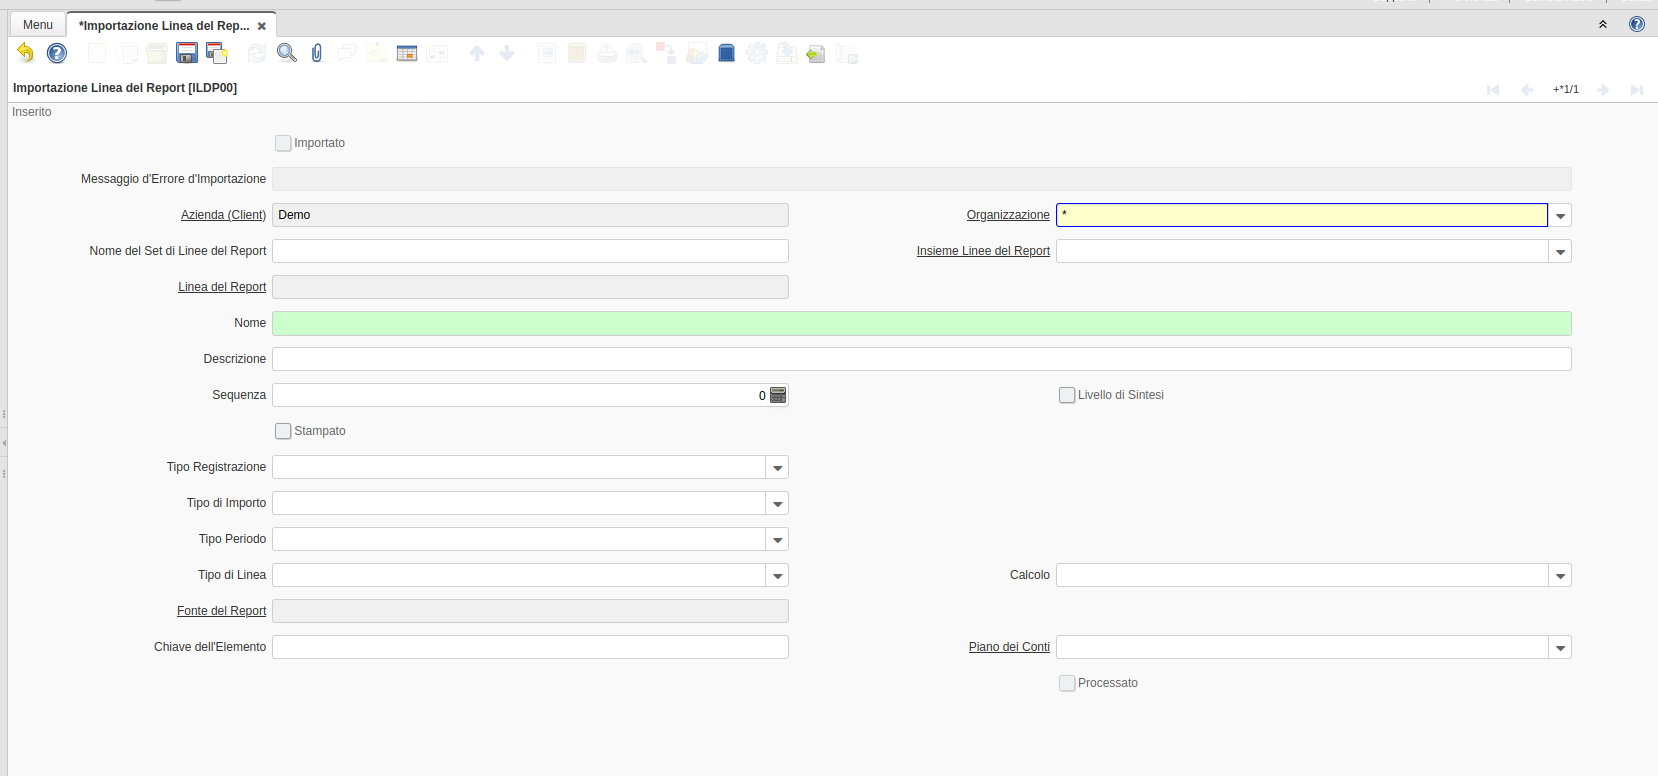 Menu
*Importazione Linea del Rep...
Importazione Linea del Report [ILDP00]
+*1/1
Inserito
Importato
Messaggio d'Errore d'Importazione
Azienda (Client) Demo Organizzazione *
Nome del Set di Linee del Report Insieme Linee del Report
Linea del Report
Nome
Descrizione
Sequenza 0 Livello di Sintesi
Stampato
Tipo Registrazione
Tipo di Importo
Tipo Periodo
Tipo di Linea Calcolo
Fonte del Report
Chiave dell'Elemento Piano dei Conti
Processato